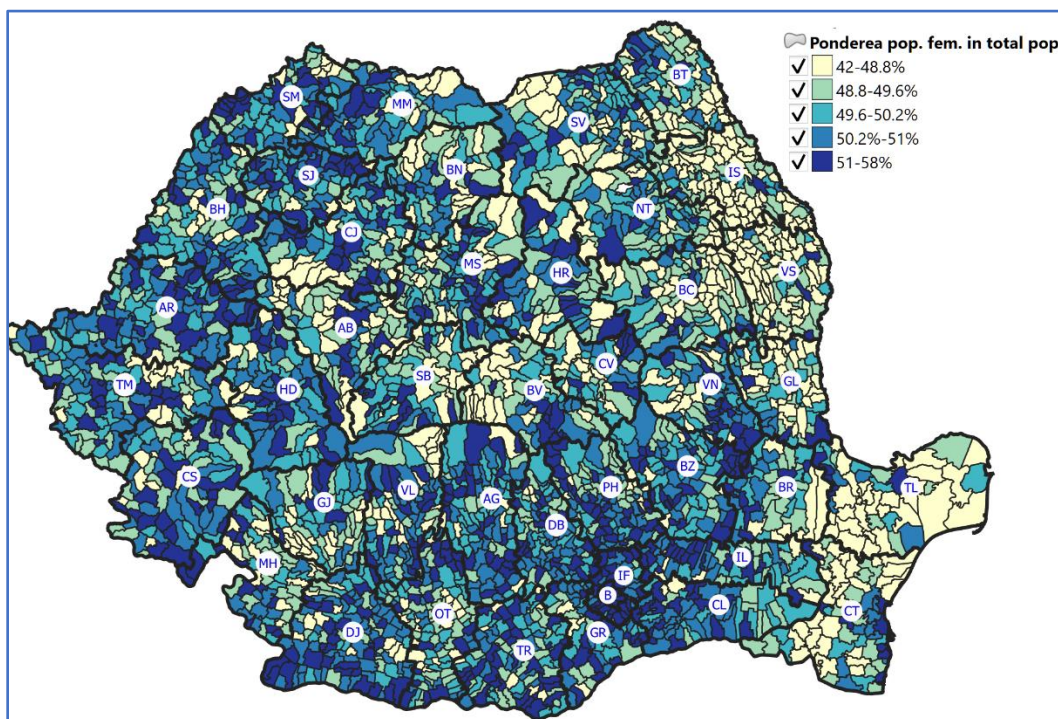 Ponderea pop. fem. in total pop
42-48.8%
48.8-49.6%
49.6-50.2%
50.2%-51%
51-58%
BT
SM
MM
SV
IS
BN
SJ
NT
BH
CJ
MS
HR
BC
VS
AR
AB
CV
SB
GL
TM
HD
BV
VN
BZ
CS
VL
PH
BR
TL
GJ
AG
DB
IL
MH
IF
B
CL
OT
CT
DJ
GR
TR